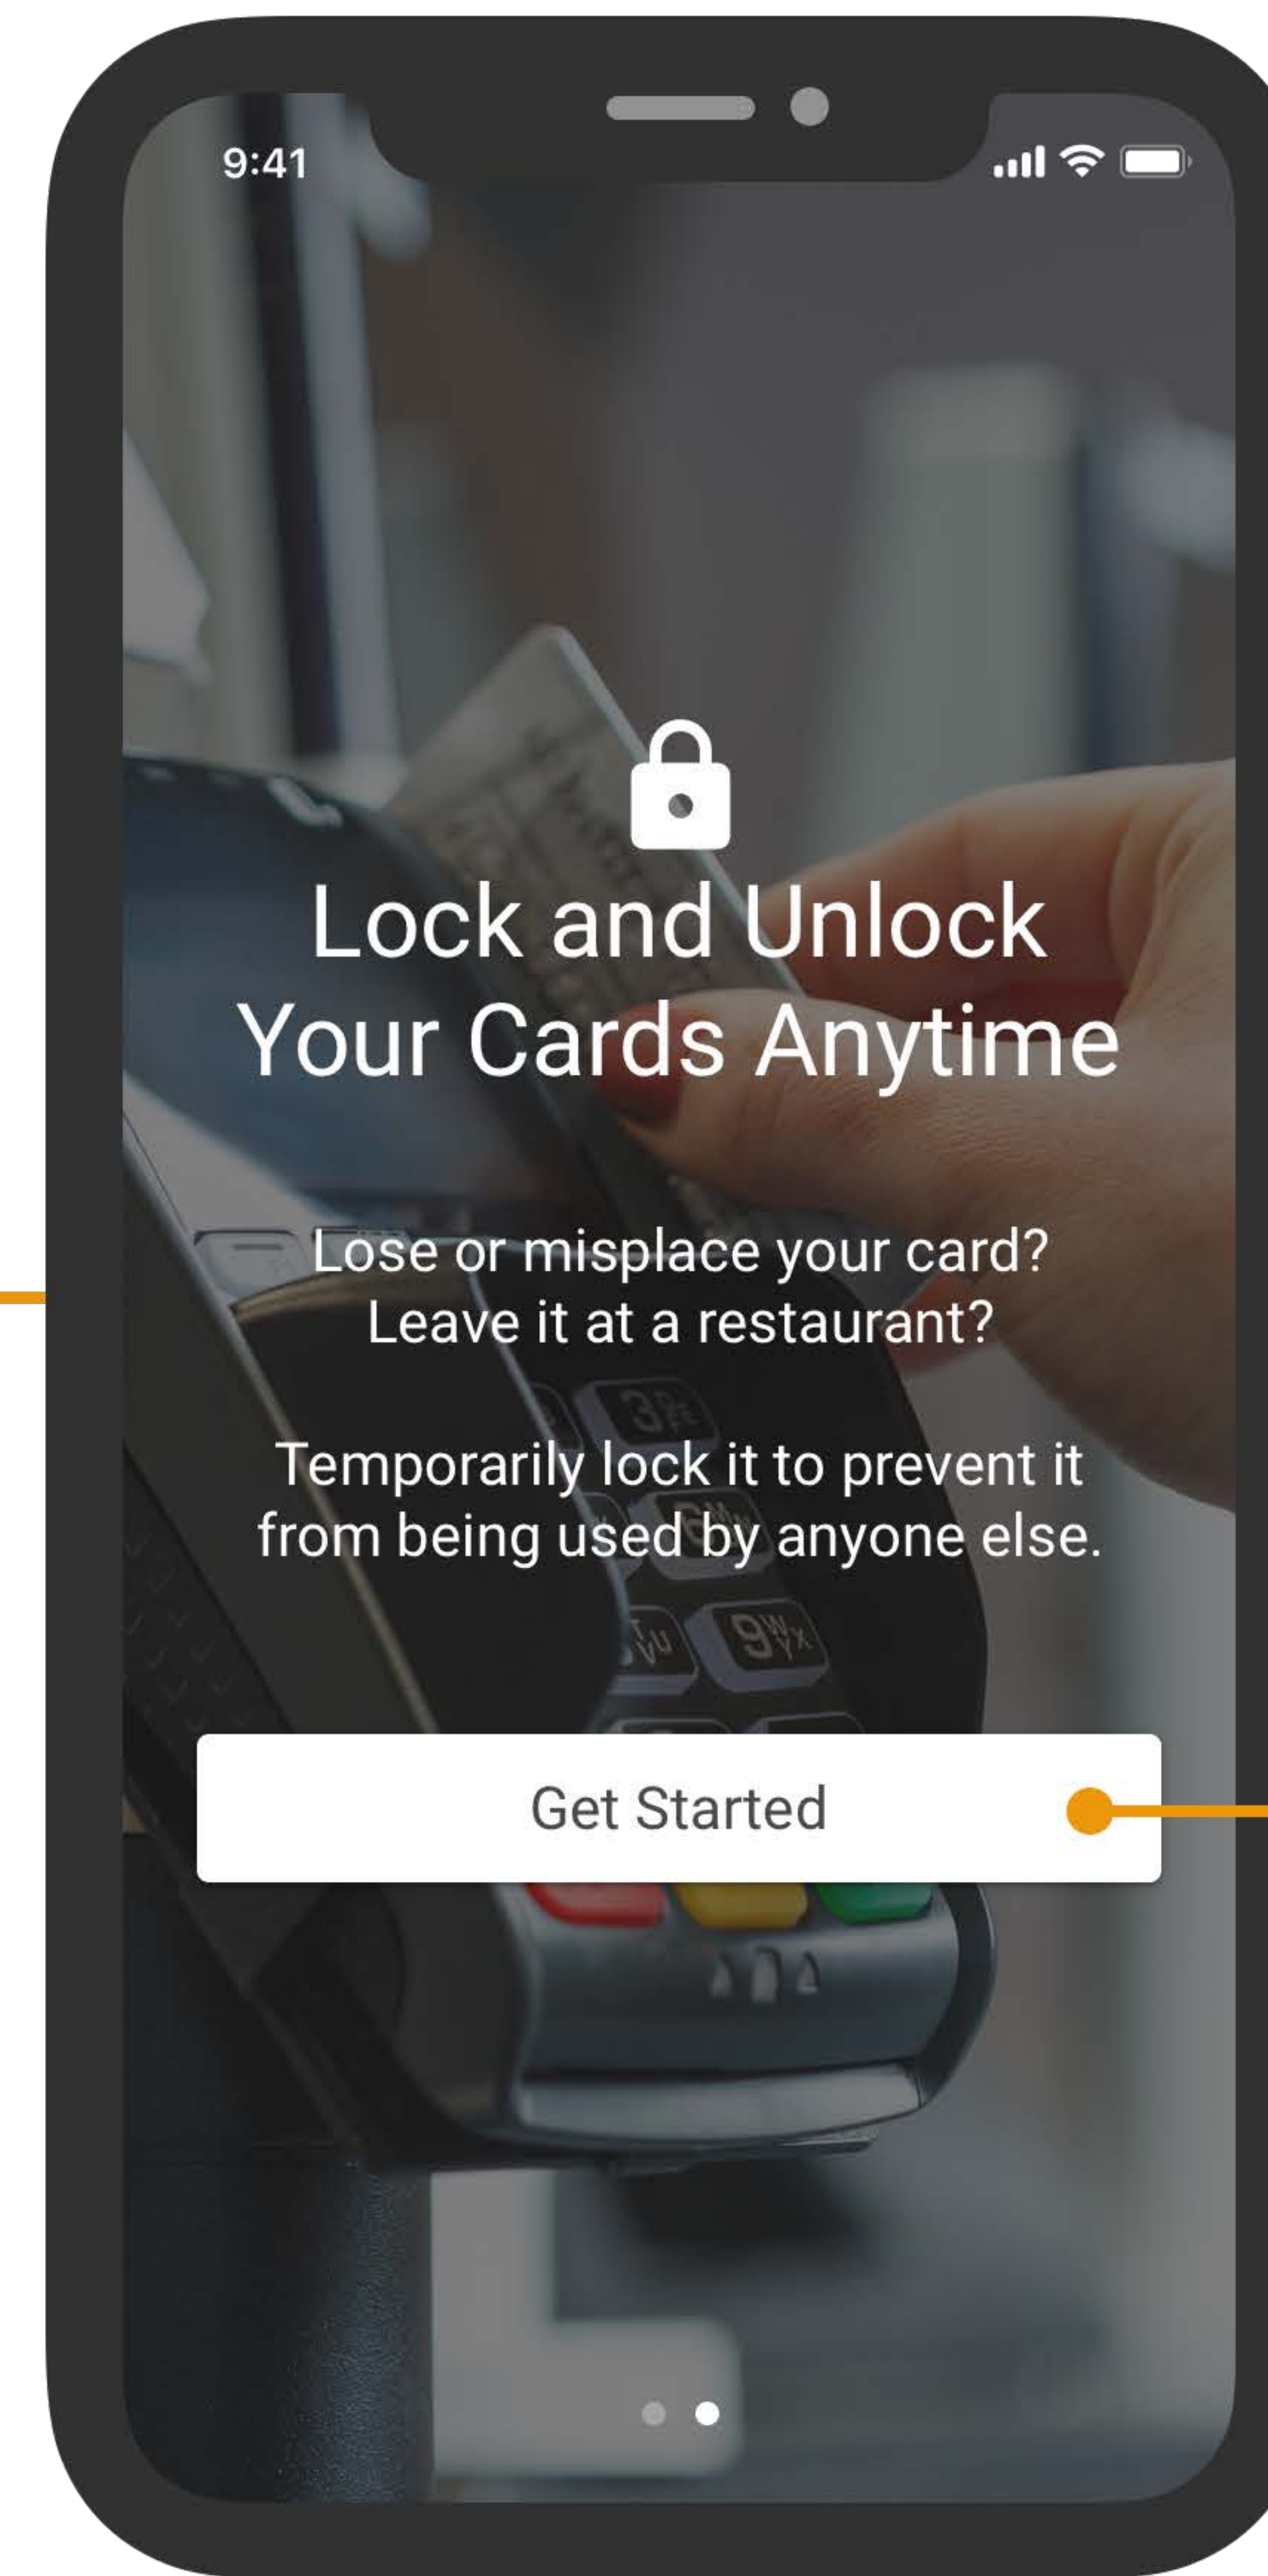 9:41
Lock and Unlock
Your Cards Anytime
Lose or misplace your card?
Leave it at a restaurant?
Temporarily lock it to prevent it
from being used by anyone else.
9WYX
Get Started